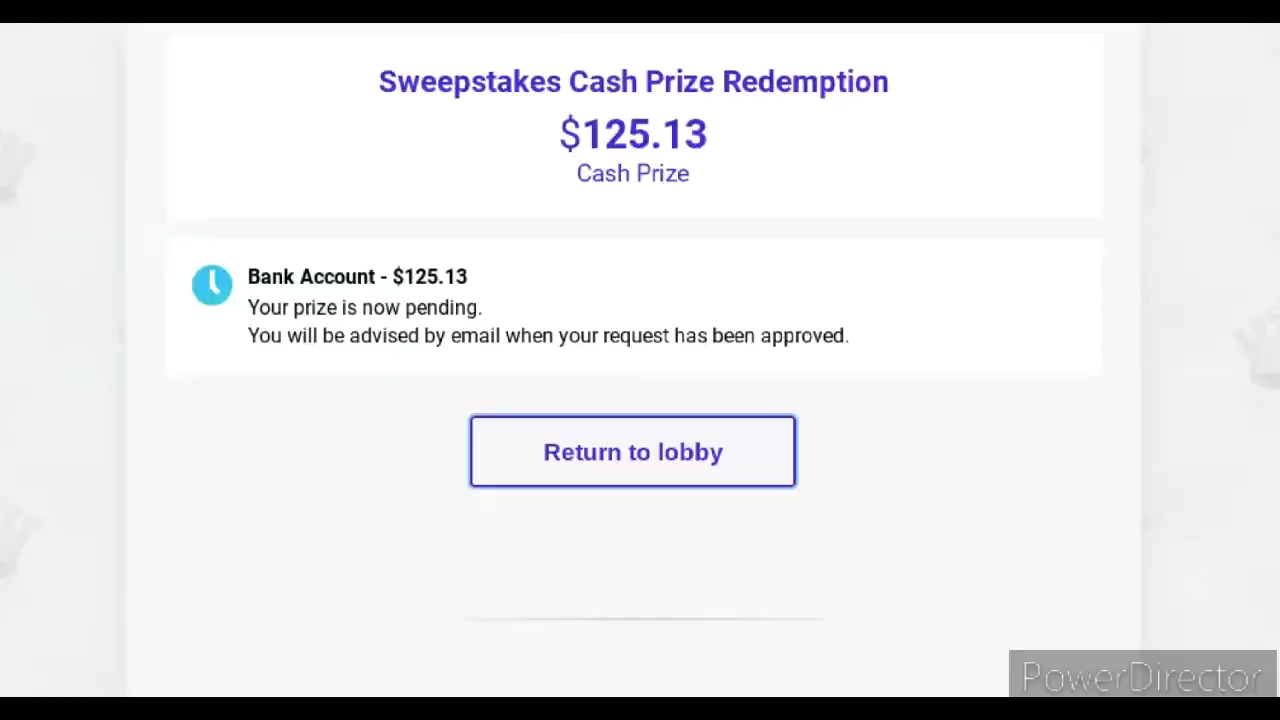 Sweepstakes Cash Prize Redemption
$125.13
Cash Prize
Bank Account - $125.13
Your prize is now pending.
You will be advised by email when your request has been approved.
Return to lobby
PowerDirector